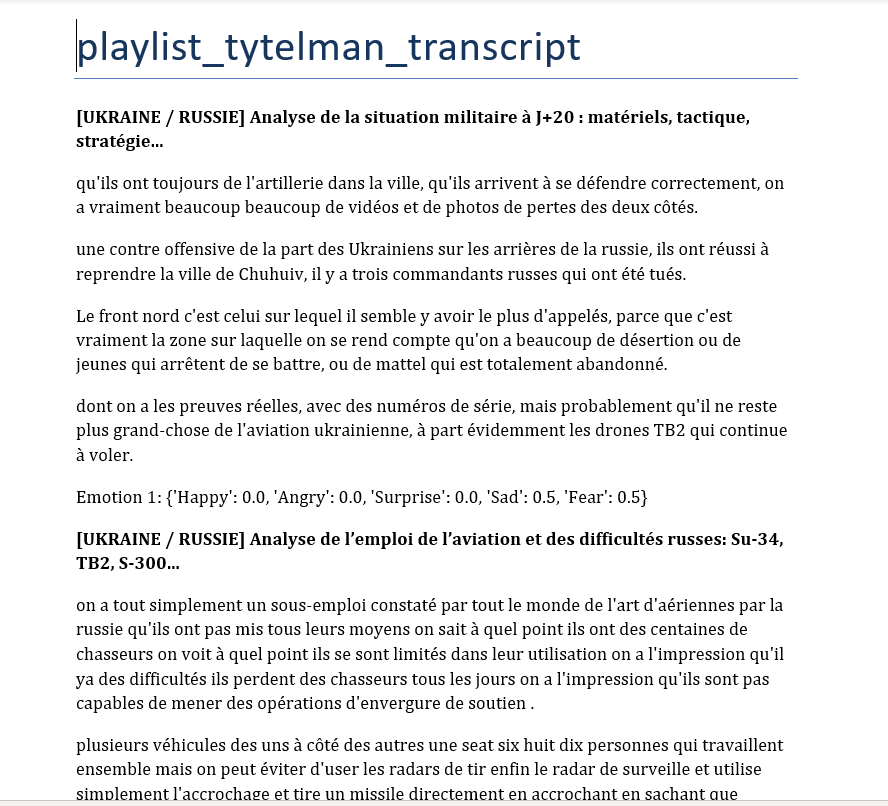 playlist_tytelman_transcript
[UKRAINE / RUSSIE] Analyse de la situation militaire à J+20 : matériels, tactique,
stratégie...
qu'ils ont toujours de l'artillerie dans la ville, qu'ils arrivent à se défendre correctement, on
a vraiment beaucoup beaucoup de vidéos et de photos de pertes des deux côtés.
une contre offensive de la part des Ukrainiens sur les arrières de la russie, ils ont réussi à
reprendre la ville de Chuhuiv, il y a trois commandants russes qui ont été tués.
Le front nord c'est celui sur lequel il semble y avoir le plus d'appelés, parce que c'est
vraiment la zone sur laquelle on se rend compte qu'on a beaucoup de désertion ou de
jeunes qui arrêtent de se battre, ou de mattel qui est totalement abandonné.
dont on a les preuves réelles, avec des numéros de série, mais probablement qu'il ne reste
plus grand-chose de l'aviation ukrainienne, à part évidemment les drones TB2 qui continue
à voler.
Emotion 1: {'Happy': 0.0, 'Angry': 0.0, 'Surprise': 0.0, 'Sad': 0.5, 'Fear': 0.5}
[UKRAINE / RUSSIE] Analyse de l’emploi de l’aviation et des difficultés russes: Su-34,
TB2, S-300...
on a tout simplement un sous-emploi constaté par tout le monde de l'art d'aériennes par la
russie qu'ils ont pas mis tous leurs moyens on sait à quel point ils ont des centaines de
chasseurs on voit à quel point ils se sont limités dans leur utilisation on a l'impression qu'il
ya des difficultés ils perdent des chasseurs tous les jours on a l'impression qu'ils sont pas
capables de mener des opérations d'envergure de soutien .
plusieurs véhicules des uns à côté des autres une seat six huit dix personnes qui travaillent
ensemble mais on peut éviter d'user les radars de tir enfin le radar de surveille et utilise
simplement l'accrochage et tire un missile directement en accrochant en sachant que